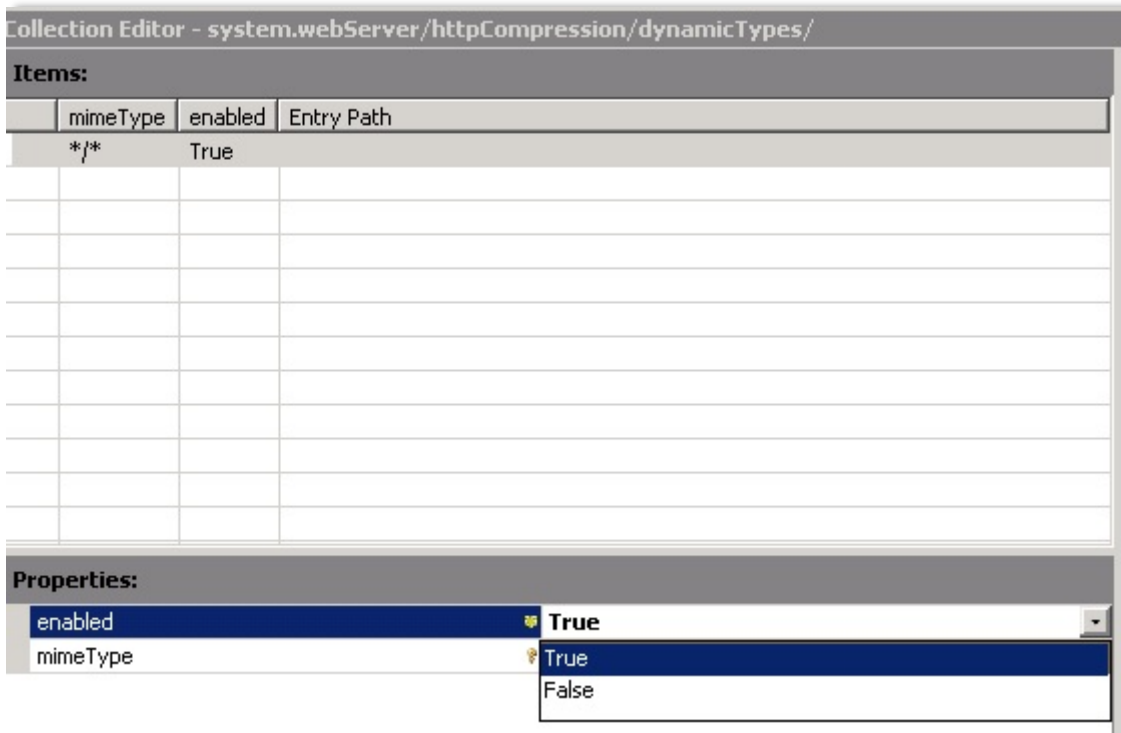 Collection Editor - system.webServer/httpCompression/dynamicTypes/
Items:
mimeType enabled Entry Path
*/* True
Properties:
enabled True
mimeType True
False